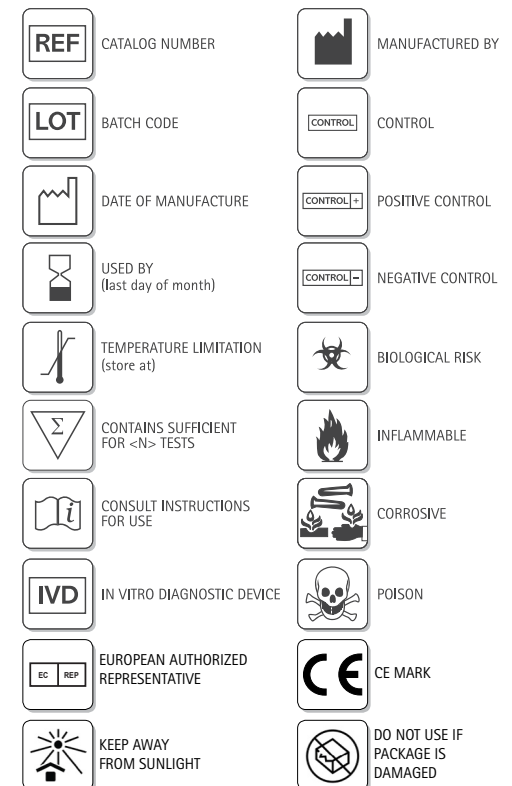 REF
CATALOG NUMBER
LOT
BATCH CODE
DATE OF MANUFACTURE
USED BY
(last day of month)
TEMPERATURE LIMITATION
(store at)
Σ
CONTAINS SUFFICIENT
FOR <N> TESTS
i
CONSULT INSTRUCTIONS
FOR USE
IVD
IN VITRO DIAGNOSTIC DEVICE
EC REP
EUROPEAN AUTHORIZED
REPRESENTATIVE
KEEP AWAY
FROM SUNLIGHT
MANUFACTURED BY
CONTROL
CONTROL
CONTROL +
POSITIVE CONTROL
CONTROL -
NEGATIVE CONTROL
BIOLOGICAL RISK
INFLAMMABLE
CORROSIVE
POISON
CE
CE MARK
DO NOT USE IF
PACKAGE IS
DAMAGED